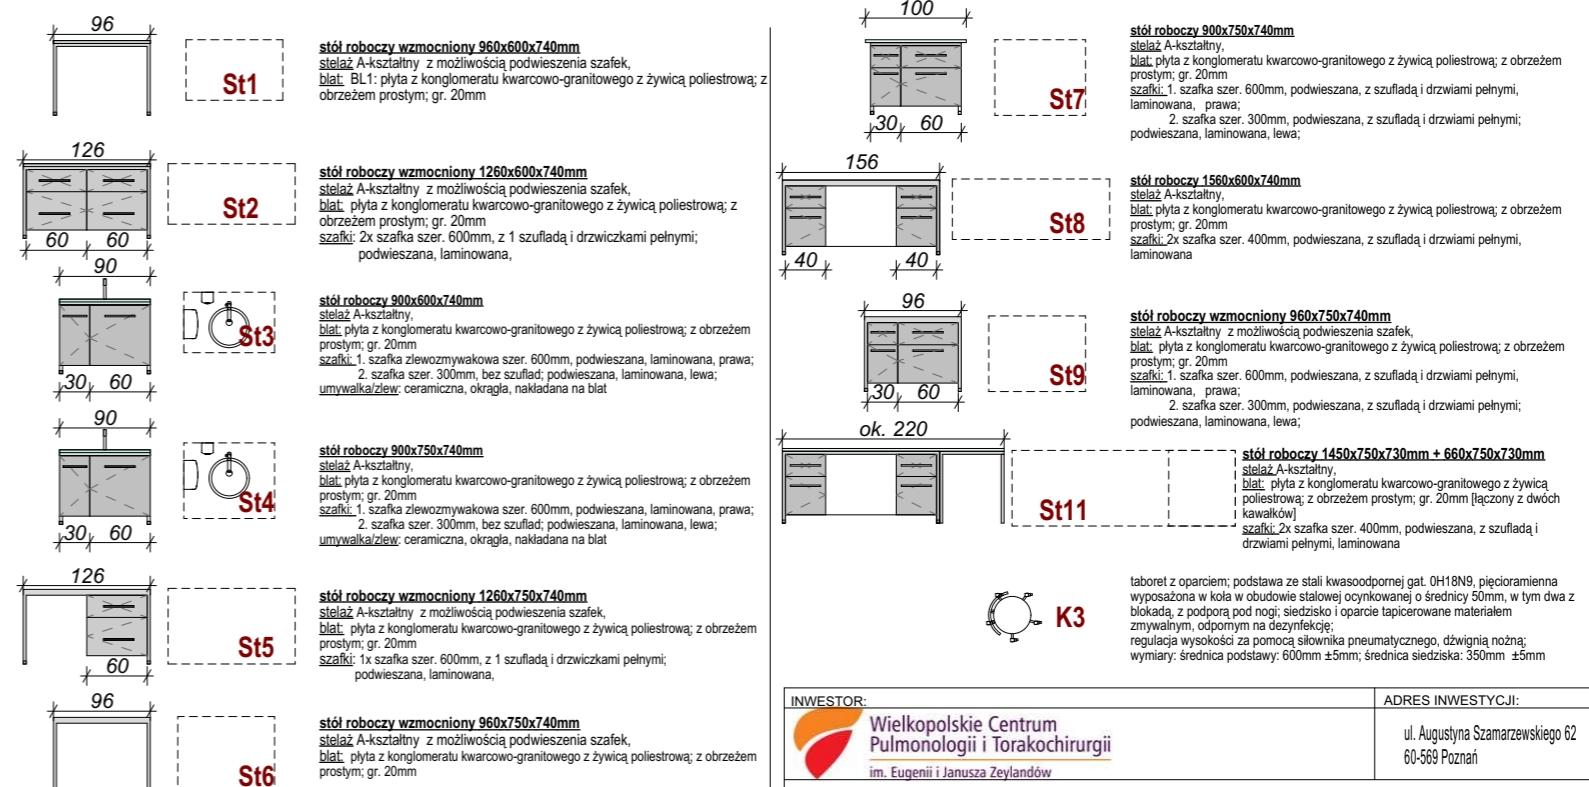 96
St1
stół roboczy wzmocniony 960x600x740mm
stelaż A-kształtny  z możliwością podwieszenia szafek,
blat:  BL1: płyta z konglomeratu kwarcowo-granitowego z żywicą poliestrową; z
obrzeżem prostym; gr. 20mm
126
St2
60 60
stół roboczy wzmocniony 1260x600x740mm
stelaż A-kształtny  z możliwością podwieszenia szafek,
blat:  płyta z konglomeratu kwarcowo-granitowego z żywicą poliestrową; z
obrzeżem prostym; gr. 20mm
szafki: 2x szafka szer. 600mm, z 1 szufladą i drzwiczkami pełnymi;
podwieszana, laminowana,
90
St3
30 60
stół roboczy 900x600x740mm
stelaż A-kształtny,
blat: płyta z konglomeratu kwarcowo-granitowego z żywicą poliestrową; z obrzeżem
prostym; gr. 20mm
szafki: 1. szafka zlewozmywakowa szer. 600mm, podwieszana, laminowana, prawa;
2. szafka szer. 300mm, bez szuflad; podwieszana, laminowana, lewa;
umywalka/zlew: ceramiczna, okrągła, nakładana na blat
90
St4
30 60
stół roboczy 900x750x740mm
stelaż A-kształtny,
blat: płyta z konglomeratu kwarcowo-granitowego z żywicą poliestrową; z obrzeżem
prostym; gr. 20mm
szafki: 1. szafka zlewozmywakowa szer. 600mm, podwieszana, laminowana, prawa;
2. szafka szer. 300mm, bez szuflad; podwieszana, laminowana, lewa;
umywalka/zlew: ceramiczna, okrągła, nakładana na blat
126
St5
60
stół roboczy wzmocniony 1260x750x740mm
stelaż A-kształtny  z możliwością podwieszenia szafek,
blat:  płyta z konglomeratu kwarcowo-granitowego z żywicą poliestrową; z obrzeżem
prostym; gr. 20mm
szafki: 1x szafka szer. 600mm, z 1 szufladą i drzwiczkami pełnymi;
podwieszana, laminowana,
96
St6
stół roboczy wzmocniony 960x750x740mm
stelaż A-kształtny  z możliwością podwieszenia szafek,
blat:  płyta z konglomeratu kwarcowo-granitowego z żywicą poliestrową; z obrzeżem
prostym; gr. 20mm
100
St7
30 60
stół roboczy 900x750x740mm
stelaż A-kształtny,
blat: płyta z konglomeratu kwarcowo-granitowego z żywicą poliestrową; z obrzeżem
prostym; gr. 20mm
szafki: 1. szafka szer. 600mm, podwieszana, z szufladą i drzwiami pełnymi,
laminowana,  prawa;
2. szafka szer. 300mm, podwieszana, z szufladą i drzwiami pełnymi;
podwieszana, laminowana, lewa;
156
St8
40 40
stół roboczy 1560x600x740mm
stelaż A-kształtny,
blat: płyta z konglomeratu kwarcowo-granitowego z żywicą poliestrową; z obrzeżem
prostym; gr. 20mm
szafki: 2x szafka szer. 400mm, podwieszana, z szufladą i drzwiami pełnymi,
laminowana
96
St9
30 60
stół roboczy wzmocniony 960x750x740mm
stelaż A-kształtny  z możliwością podwieszenia szafek,
blat:  płyta z konglomeratu kwarcowo-granitowego z żywicą poliestrową; z obrzeżem
prostym; gr. 20mm
szafki: 1. szafka szer. 600mm, podwieszana, z szufladą i drzwiami pełnymi,
laminowana,  prawa;
2. szafka szer. 300mm, podwieszana, z szufladą i drzwiami pełnymi;
podwieszana, laminowana, lewa;
ok. 220
St11
stół roboczy 1450x750x730mm + 660x750x730mm
stelaż A-kształtny,
blat:  płyta z konglomeratu kwarcowo-granitowego z żywicą
poliestrową; z obrzeżem prostym; gr. 20mm [łączony z dwóch
kawałków]
szafki: 2x szafka szer. 400mm, podwieszana, z szufladą i
drzwiami pełnymi, laminowana
K3
taboret z oparciem; podstawa ze stali kwasoodpornej gat. 0H18N9, pięcioramienna
wyposażona w koła w obudowie stalowej ocynkowanej o średnicy 50mm, w tym dwa z
blokadą, z podporą pod nogi; siedzisko i oparcie tapicerowane materiałem
zmywalnym, odpornym na dezynfekcję;
regulacja wysokości za pomocą siłownika pneumatycznego, dźwignią nożną;
wymiary: średnica podstawy: 600mm ±5mm; średnica siedziska: 350mm  ±5mm
INWESTOR:
Wielkopolskie Centrum
Pulmonologii i Torakochirurgii
im. Eugenii i Janusza Zeylandów
ADRES INWESTYCJI:
ul. Augustyna Szamarzewskiego 62
60-569 Poznań